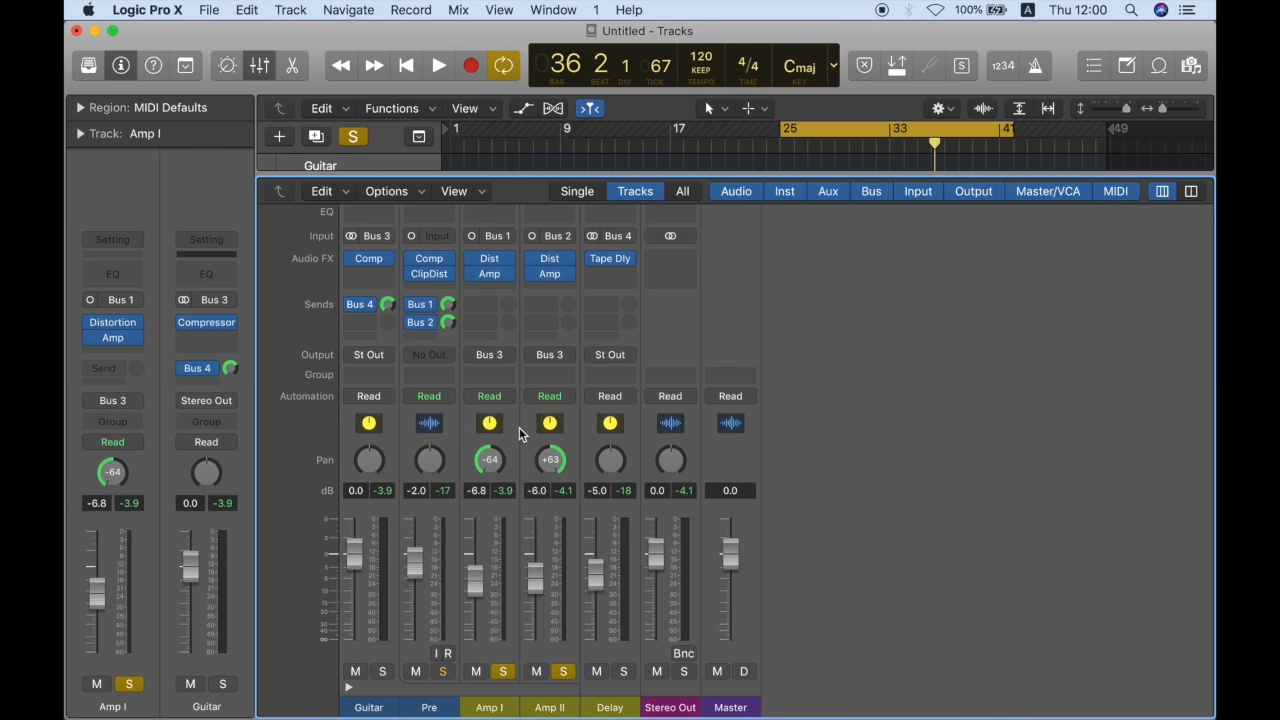 Logic Pro X File Edit Track Navigate Record Mix View Window 1 Help 100% A Thu 12:00
Untitled - Tracks
36 2 1 67 120 KEEP 4/4 Cmaj
BAR BEAT DIV TICK TEMPO TIME KEY
S 1234
Region: MIDI Defaults
Edit Functions View
Track: Amp I
S 1 9 17 25 33 41 49
Guitar
Edit Options View Single Tracks All Audio Inst Aux Bus Input Output Master/VCA MIDI
EQ
Input Bus 3 Input Bus 1 Bus 2 Bus 4
Audio FX Comp Comp Dist Dist Tape Dly
ClipDist Amp Amp
Sends Bus 4 Bus 1
Bus 2
Output St Out No Out Bus 3 Bus 3 St Out
Group
Automation Read Read Read Read Read Read Read
Pan -64 +63
dB 0.0 -3.9 -2.0 -17 -6.8 -3.9 -6.0 -4.1 -5.0 -18 0.0 -4.1 0.0
I R Bnc
M S M S M S M S M S M S M D
Guitar Pre Amp I Amp II Delay Stereo Out Master
Setting Setting
EQ EQ
Bus 1 Bus 3
Distortion Compressor
Amp
Send Bus 4
Bus 3 Stereo Out
Group Group
Read Read
-64
-6.8 -3.9 0.0 -3.9
M S M S
Amp I Guitar